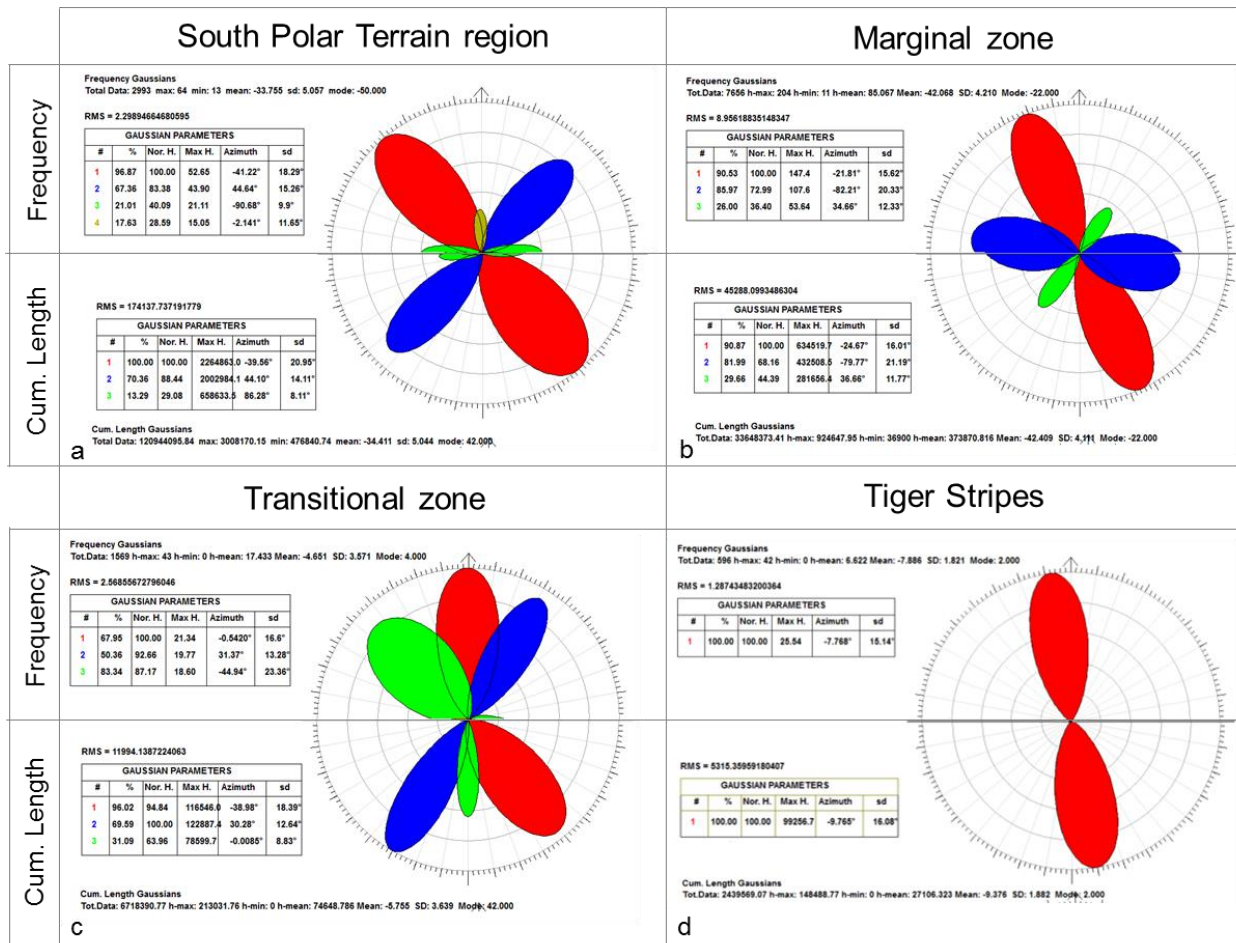 South Polar Terrain region
Marginal zone
Frequency
Frequency Gaussians
Total Data: 2993 max: 64 min: 13 mean: -33.755 sd: 5.057 mode: -50.000
RMS = 2.29894664680595
GAUSSIAN PARAMETERS
# % Nor. H. Max H. Azimuth sd
1 96.87 100.00 52.65 -41.22° 18.29°
2 67.36 83.38 43.90 44.64° 15.26°
3 21.01 40.09 21.11 -90.68° 9.9°
4 17.63 28.59 15.05 -2.141° 11.65°
Frequency Gaussians
Tot.Data: 7656 h-max: 204 h-min: 11 h-mean: 85.067 Mean: -42.068 SD: 4.210 Mode: -22.000
RMS = 8.95618835148347
GAUSSIAN PARAMETERS
# % Nor. H. Max H. Azimuth sd
1 90.53 100.00 147.4 -21.81° 15.62°
2 85.97 72.99 107.6 -82.21° 20.33°
3 26.00 36.40 53.64 34.66° 12.33°
Cum. Length
RMS = 174137.737191779
GAUSSIAN PARAMETERS
# % Nor. H. Max H. Azimuth sd
1 100.00 100.00 2264863.0 -39.56° 20.95°
2 70.36 88.44 2002984.1 44.10° 14.11°
3 13.29 29.08 658633.5 86.28° 8.11°
Cum. Length Gaussians
Total Data: 120944095.84 max: 3008170.15 min: 476840.74 mean: -34.411 sd: 5.044 mode: 42.000
a
RMS = 45288.0993486304
GAUSSIAN PARAMETERS
# % Nor. H. Max H. Azimuth sd
1 90.87 100.00 634519.7 -24.67° 16.01°
2 81.99 68.16 432508.5 -79.77° 21.19°
3 29.66 44.39 281656.4 36.66° 11.77°
Cum. Length Gaussians
Tot.Data: 33648373.41 h-max: 924647.95 h-min: 36900 h-mean: 373870.816 Mean: -42.409 SD: 4.111 Mode: -22.000
b
Transitional zone
Tiger Stripes
Frequency
Frequency Gaussians
Tot.Data: 1569 h-max: 43 h-min: 0 h-mean: 17.433 Mean: -4.651 SD: 3.571 Mode: 4.000
RMS = 2.56855672796046
GAUSSIAN PARAMETERS
# % Nor. H. Max H. Azimuth sd
1 67.95 100.00 21.34 -0.5420° 16.6°
2 50.36 92.66 19.77 31.37° 13.28°
3 83.34 87.17 18.60 -44.94° 23.36°
Frequency Gaussians
Tot.Data: 596 h-max: 42 h-min: 0 h-mean: 6.622 Mean: -7.886 SD: 1.821 Mode: 2.000
RMS = 1.28743483200364
GAUSSIAN PARAMETERS
# % Nor. H. Max H. Azimuth sd
1 100.00 100.00 25.54 -7.768° 15.14°
Cum. Length
RMS = 11994.1387224063
GAUSSIAN PARAMETERS
# % Nor. H. Max H. Azimuth sd
1 96.02 94.84 116546.0 -38.98° 18.39°
2 69.59 100.00 122887.4 30.28° 12.64°
3 31.09 63.96 78599.7 -0.0085° 8.83°
Cum. Length Gaussians
Tot.Data: 6718390.77 h-max: 213031.76 h-min: 0 h-mean: 74648.786 Mean: -5.755 SD: 3.639 Mode: 42.000
c
RMS = 5315.35959180407
GAUSSIAN PARAMETERS
# % Nor. H. Max H. Azimuth sd
1 100.00 100.00 99256.7 -9.765° 16.08°
Cum. Length Gaussians
Tot.Data: 2439569.07 h-max: 148488.77 h-min: 0 h-mean: 27106.323 Mean: -9.376 SD: 1.882 Mode: 2.000
d